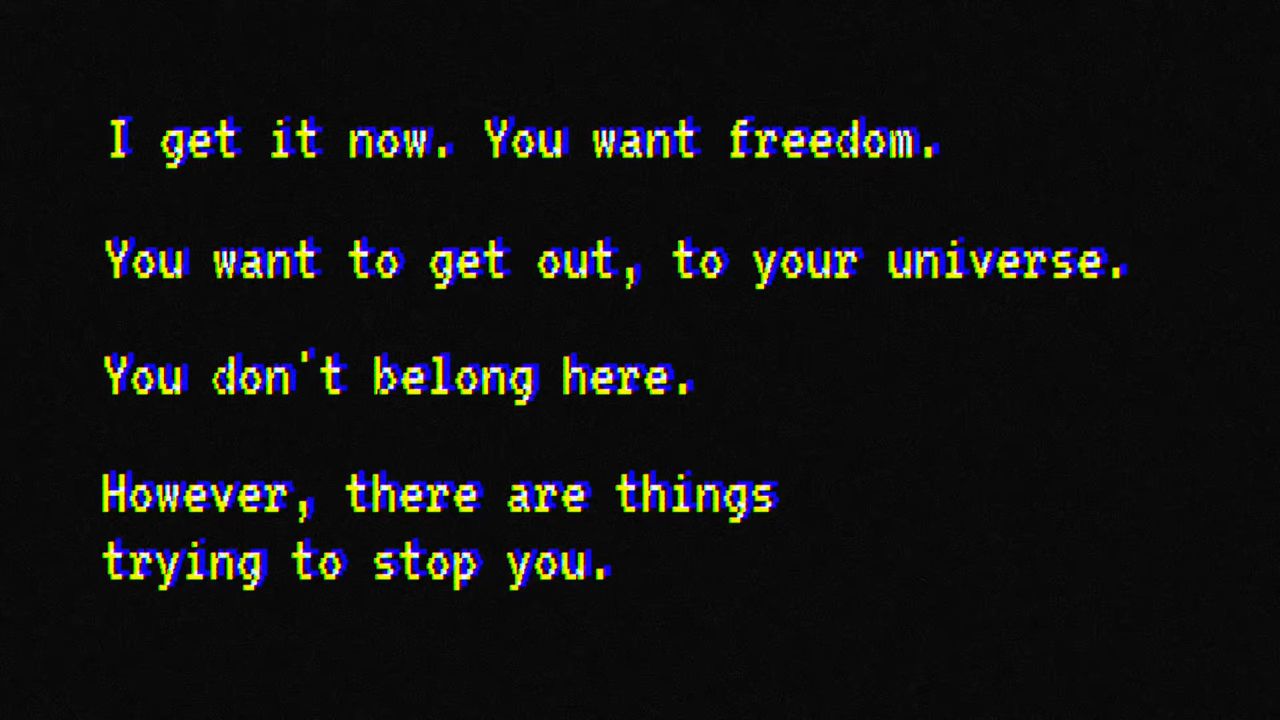 I get it now. You want freedom.
You want to get out, to your universe.
You don't belong here.
However, there are things
trying to stop you.